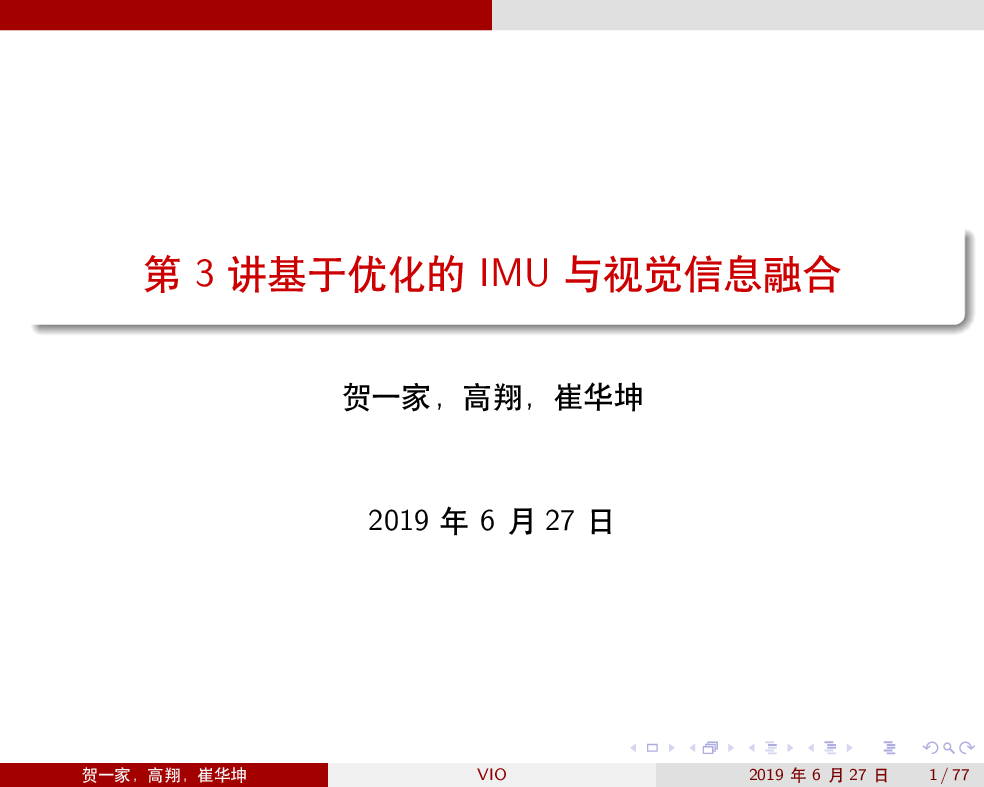 第 3 讲基于优化的 IMU 与视觉信息融合
贺一家，高翔，崔华坤
2019 年 6 月 27 日
贺一家，高翔，崔华坤 VIO 2019 年 6 月 27 日 1 / 77